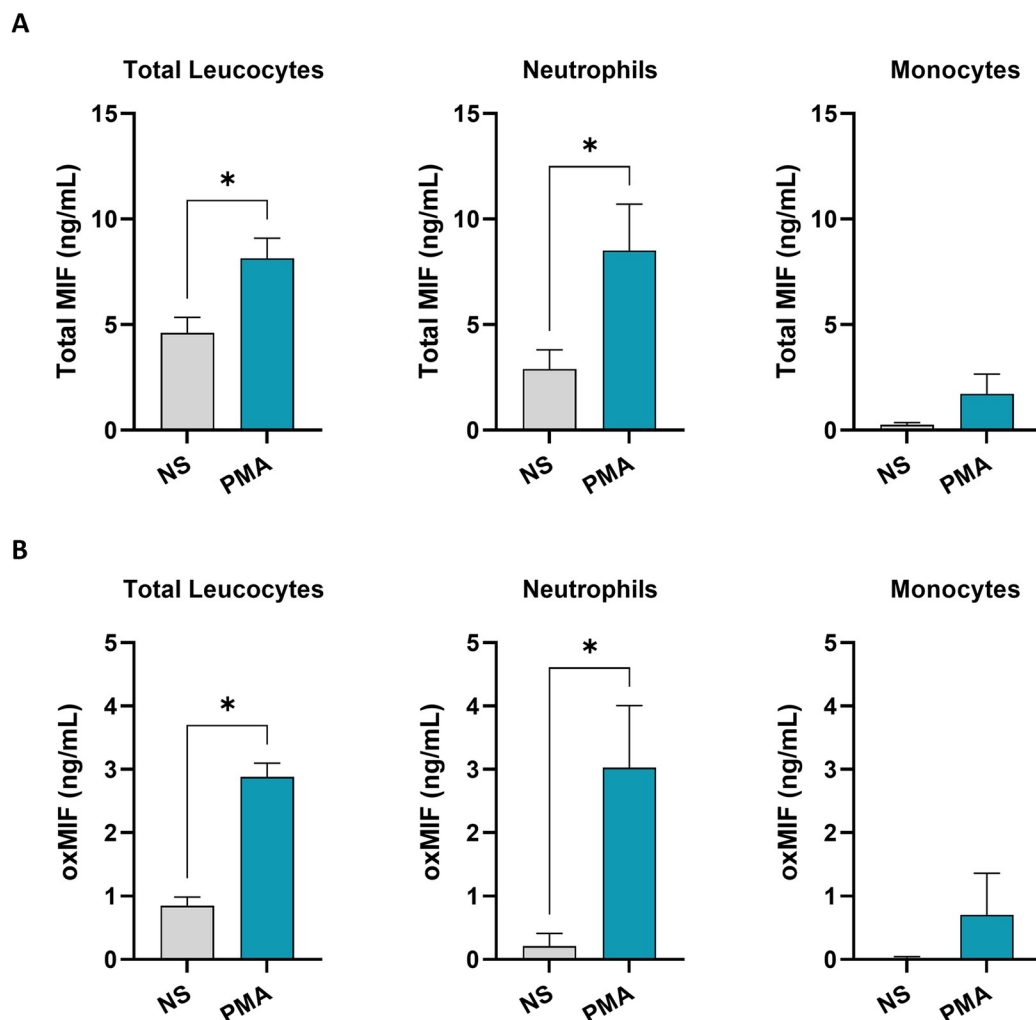 A
Total Leucocytes
Neutrophils
Monocytes
Total MIF (ng/mL)
15
10
5
0
*
NS
PMA
Total MIF (ng/mL)
15
10
5
0
*
NS
PMA
Total MIF (ng/mL)
15
10
5
0
NS
PMA
B
Total Leucocytes
Neutrophils
Monocytes
oxMIF (ng/mL)
5
4
3
2
1
0
*
NS
PMA
oxMIF (ng/mL)
5
4
3
2
1
0
*
NS
PMA
oxMIF (ng/mL)
5
4
3
2
1
0
NS
PMA